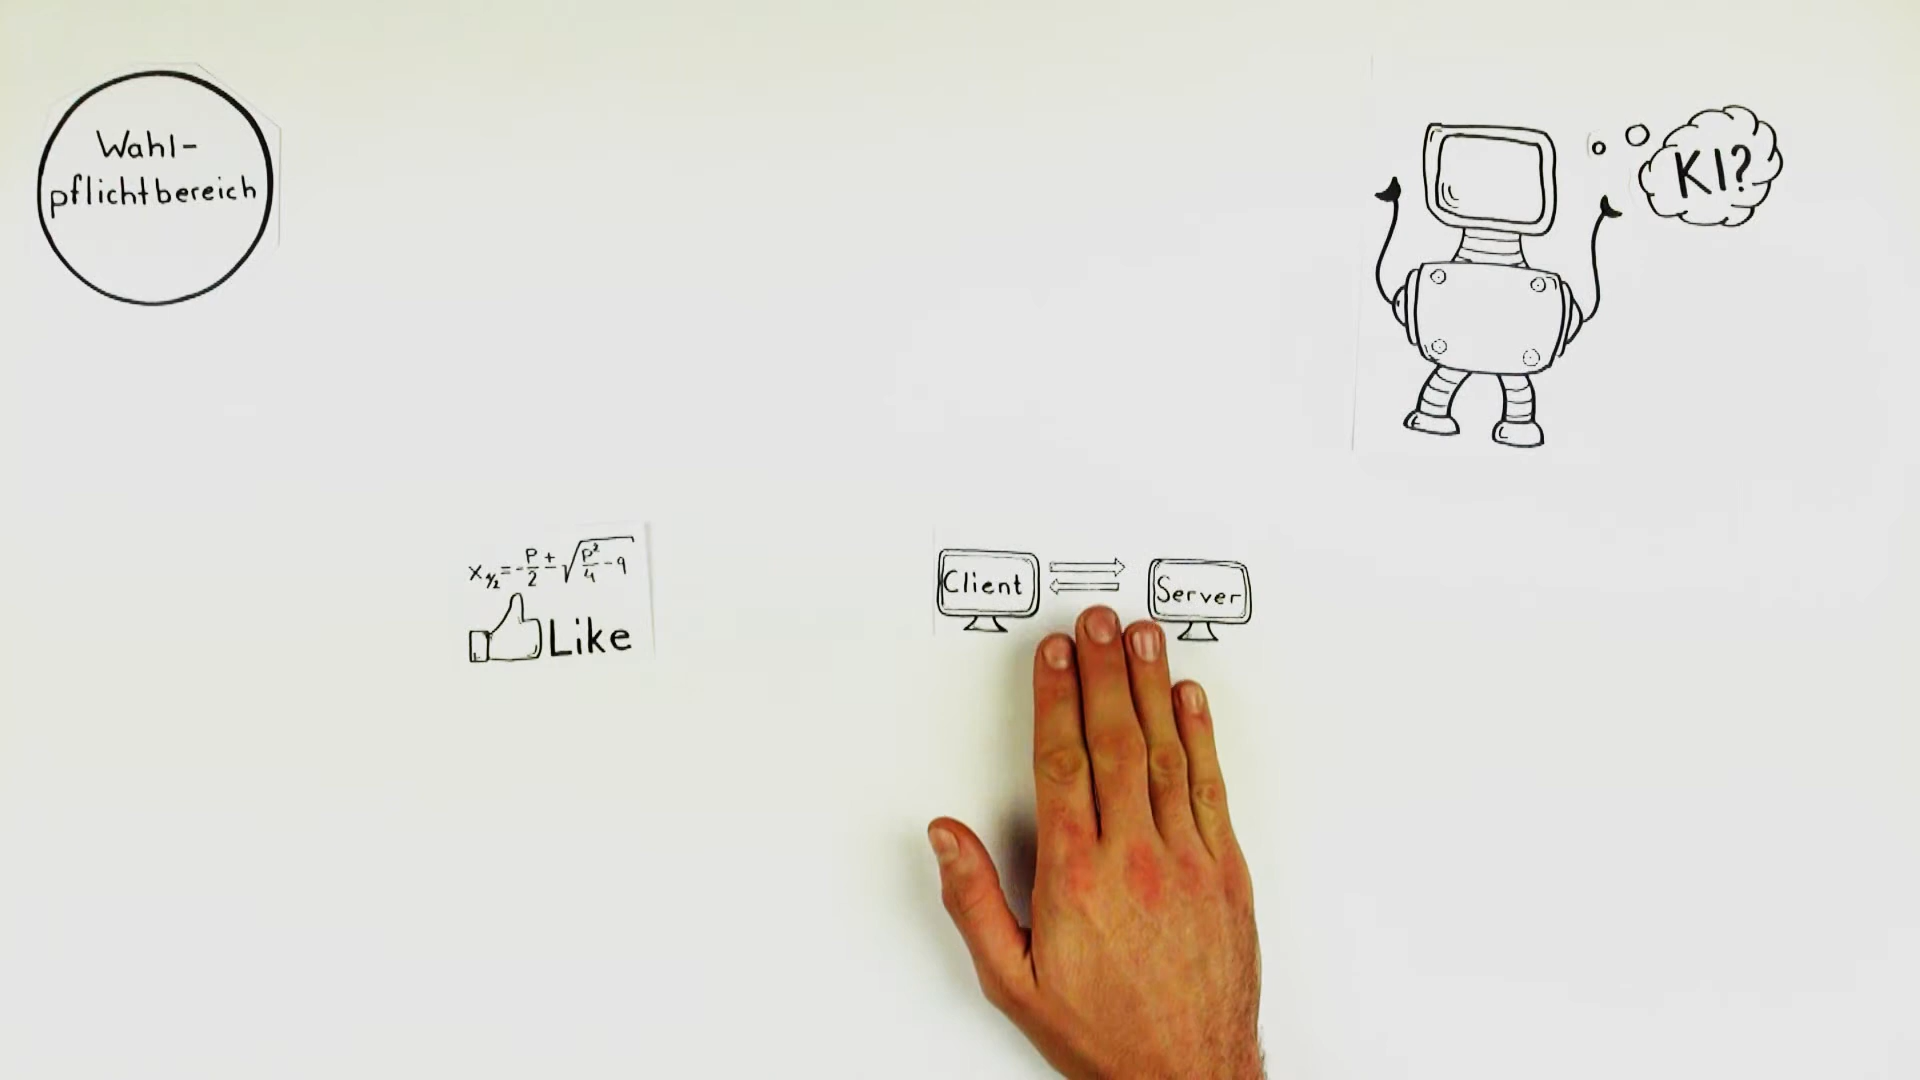 Wahl-
pflichtbereich
KI?
x₁/₂=-p/2±√(p²/4-q)
Like
Client
Server